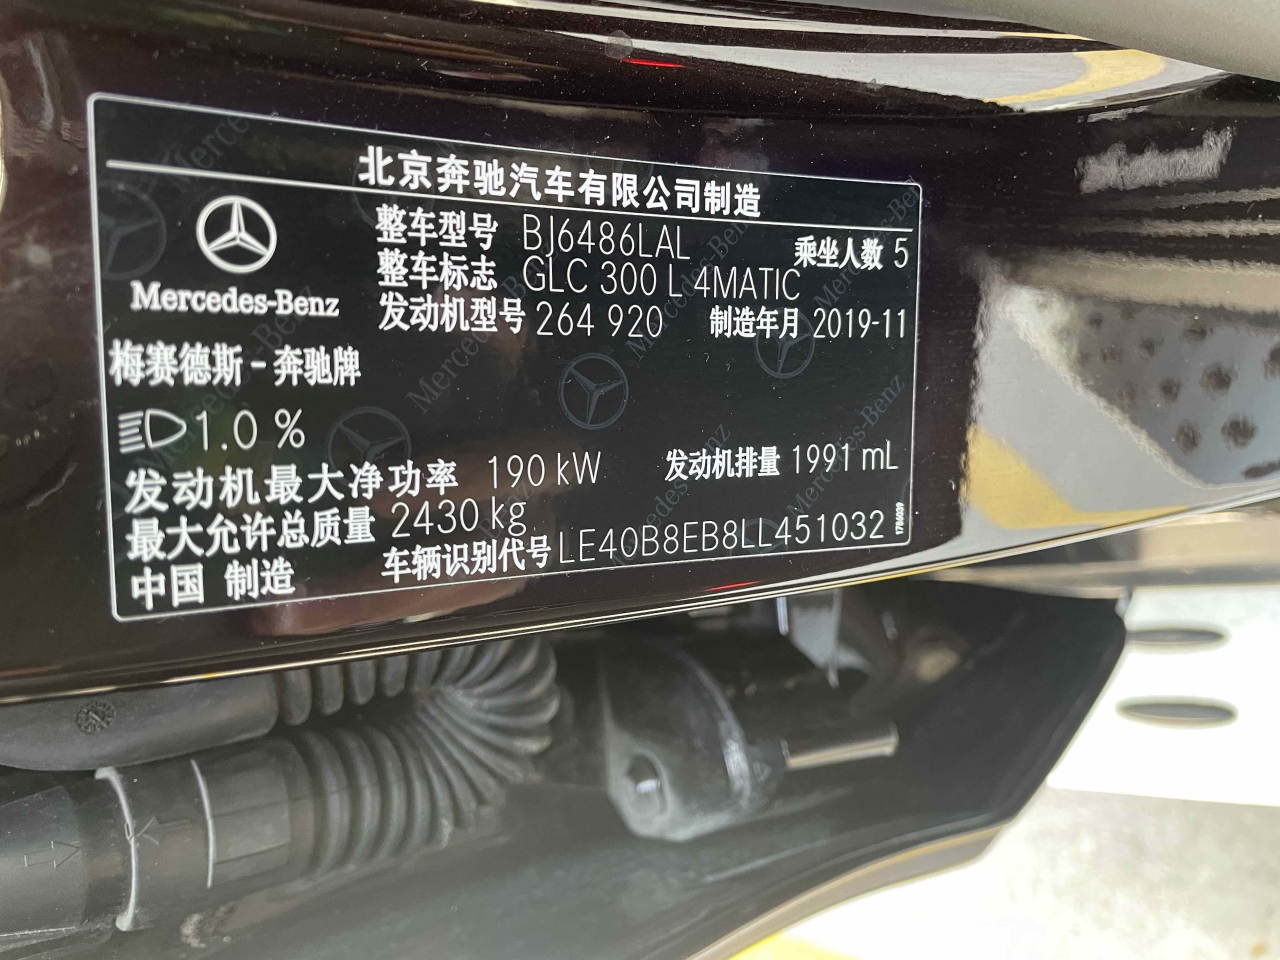 北京奔驰汽车有限公司制造
Mercedes-Benz
整车型号 BJ6486LAL 乘坐人数 5
整车标志 GLC 300 L 4MATIC
发动机型号 264 920 制造年月 2019-11
梅赛德斯-奔驰牌
1.0 %
发动机最大净功率 190 kW 发动机排量 1991 mL
最大允许总质量 2430 kg
中国 制造 车辆识别代号 LE40B8EB8LL451032